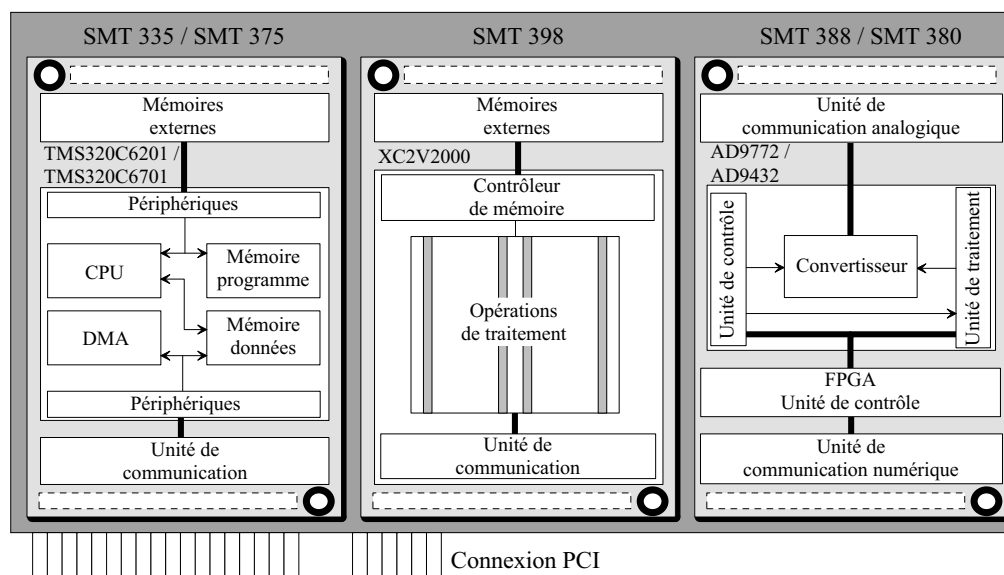 SMT 335 / SMT 375
Mémoires
externes
TMS320C6201 /
TMS320C6701
Périphériques
CPU
Mémoire
programme
DMA
Mémoire
données
Périphériques
Unité de
communication
SMT 398
Mémoires
externes
XC2V2000
Contrôleur
de mémoire
Opérations
de traitement
Unité de
communication
SMT 388 / SMT 380
Unité de
communication analogique
AD9772 /
AD9432
Unité de contrôle
Convertisseur
Unité de traitement
FPGA
Unité de contrôle
Unité de
communication numérique
Connexion PCI